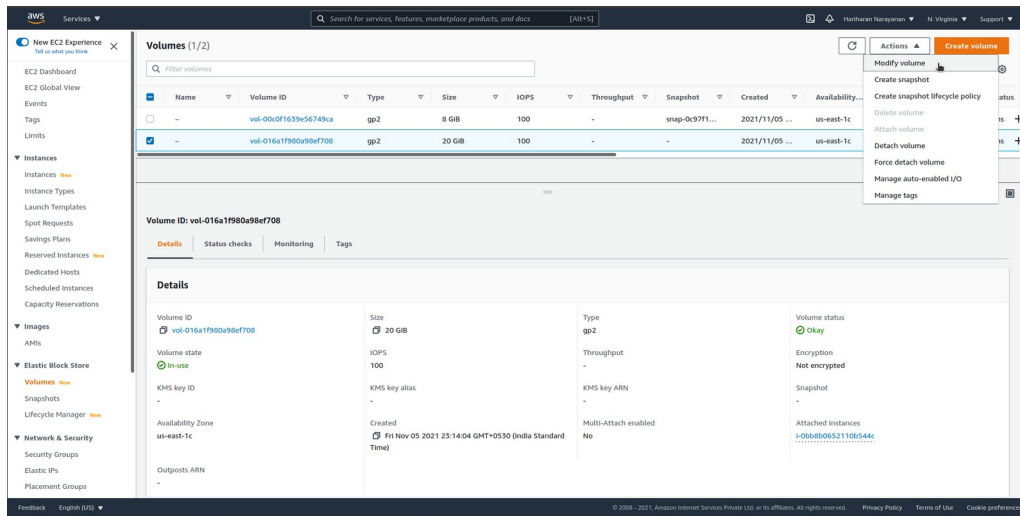 aws Services ▼ Search for services, features, marketplace products, and docs [Alt+S] Hariharan Narayanan ▼ N. Virginia ▼ Support ▼
New EC2 Experience
Tell us what you think
EC2 Dashboard
EC2 Global View
Events
Tags
Limits
Instances
Instances New
Instance Types
Launch Templates
Spot Requests
Savings Plans
Reserved Instances New
Dedicated Hosts
Scheduled Instances
Capacity Reservations
Images
AMIs
Elastic Block Store
Volumes New
Snapshots
Lifecycle Manager New
Network & Security
Security Groups
Elastic IPs
Placement Groups
Volumes (1/2)
Actions ▲ Create volume
Filter volumes
Modify volume
Create snapshot
Create snapshot lifecycle policy
Delete volume
Attach volume
Detach volume
Force detach volume
Manage auto-enabled I/O
Manage tags
Name Volume ID Type Size IOPS Throughput Snapshot Created Availability... atus
– vol-00c0f1639e56749ca gp2 8 GiB 100 - snap-0c97f1... 2021/11/05 ... us-east-1c ns
– vol-016a1f980a98ef708 gp2 20 GiB 100 - - 2021/11/05 ... us-east-1c ns
Volume ID: vol-016a1f980a98ef708
Details Status checks Monitoring Tags
Details
Volume ID
vol-016a1f980a98ef708
Size
20 GiB
Type
gp2
Volume status
Okay
Volume state
In-use
IOPS
100
Throughput
-
Encryption
Not encrypted
KMS key ID
-
KMS key alias
-
KMS key ARN
-
Snapshot
-
Availability Zone
us-east-1c
Created
Fri Nov 05 2021 23:14:04 GMT+0530 (India Standard
Time)
Multi-Attach enabled
No
Attached Instances
i-0bb8b0652110b544c
Outposts ARN
-
Feedback English (US) ▼ © 2008 - 2021, Amazon Internet Services Private Ltd. or its affiliates. All rights reserved. Privacy Policy Terms of Use Cookie preferences